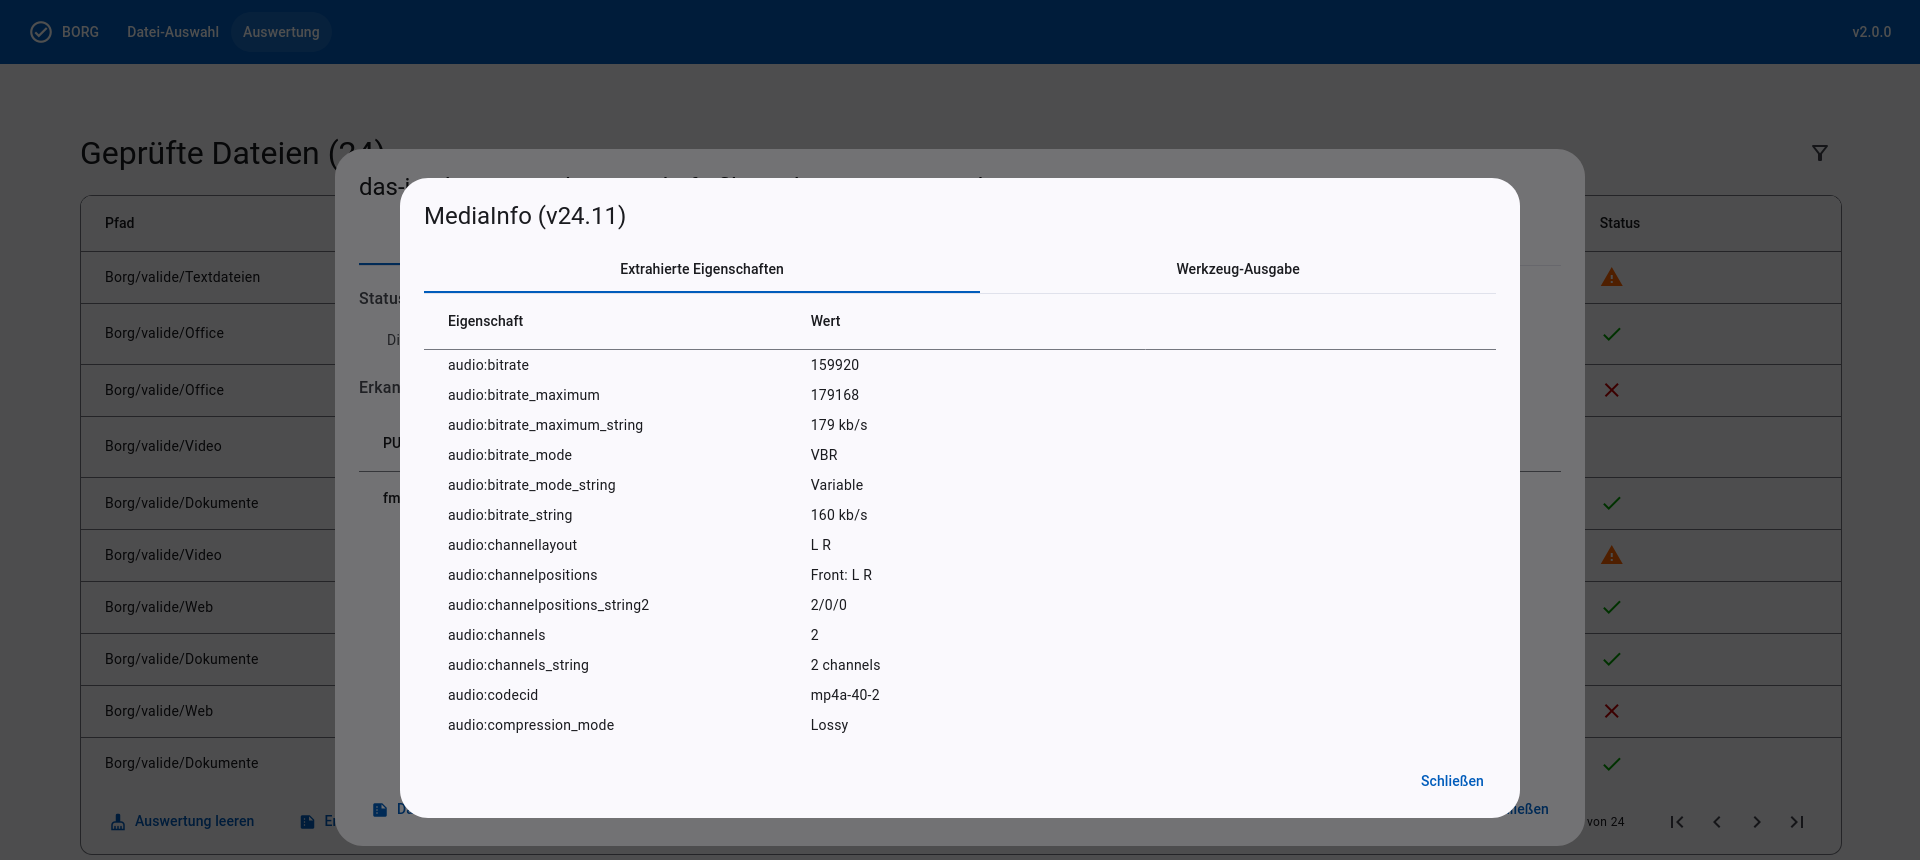 BORG Datei-Auswahl Auswertung v2.0.0
Geprüfte Dateien (24)
das-
MediaInfo (v24.11)
Pfad
Status
Extrahierte Eigenschaften Werkzeug-Ausgabe
Borg/valide/Textdateien
Status
Eigenschaft Wert
Borg/valide/Office
audio:bitrate 159920
Borg/valide/Office
audio:bitrate_maximum 179168
audio:bitrate_maximum_string 179 kb/s
Borg/valide/Video
audio:bitrate_mode VBR
audio:bitrate_mode_string Variable
Borg/valide/Dokumente
audio:bitrate_string 160 kb/s
audio:channellayout L R
Borg/valide/Video
audio:channelpositions Front: L R
Borg/valide/Web
audio:channelpositions_string2 2/0/0
audio:channels 2
Borg/valide/Dokumente
audio:channels_string 2 channels
audio:codecid mp4a-40-2
Borg/valide/Web
audio:compression_mode Lossy
Borg/valide/Dokumente
Schließen
Auswertung leeren
von 24